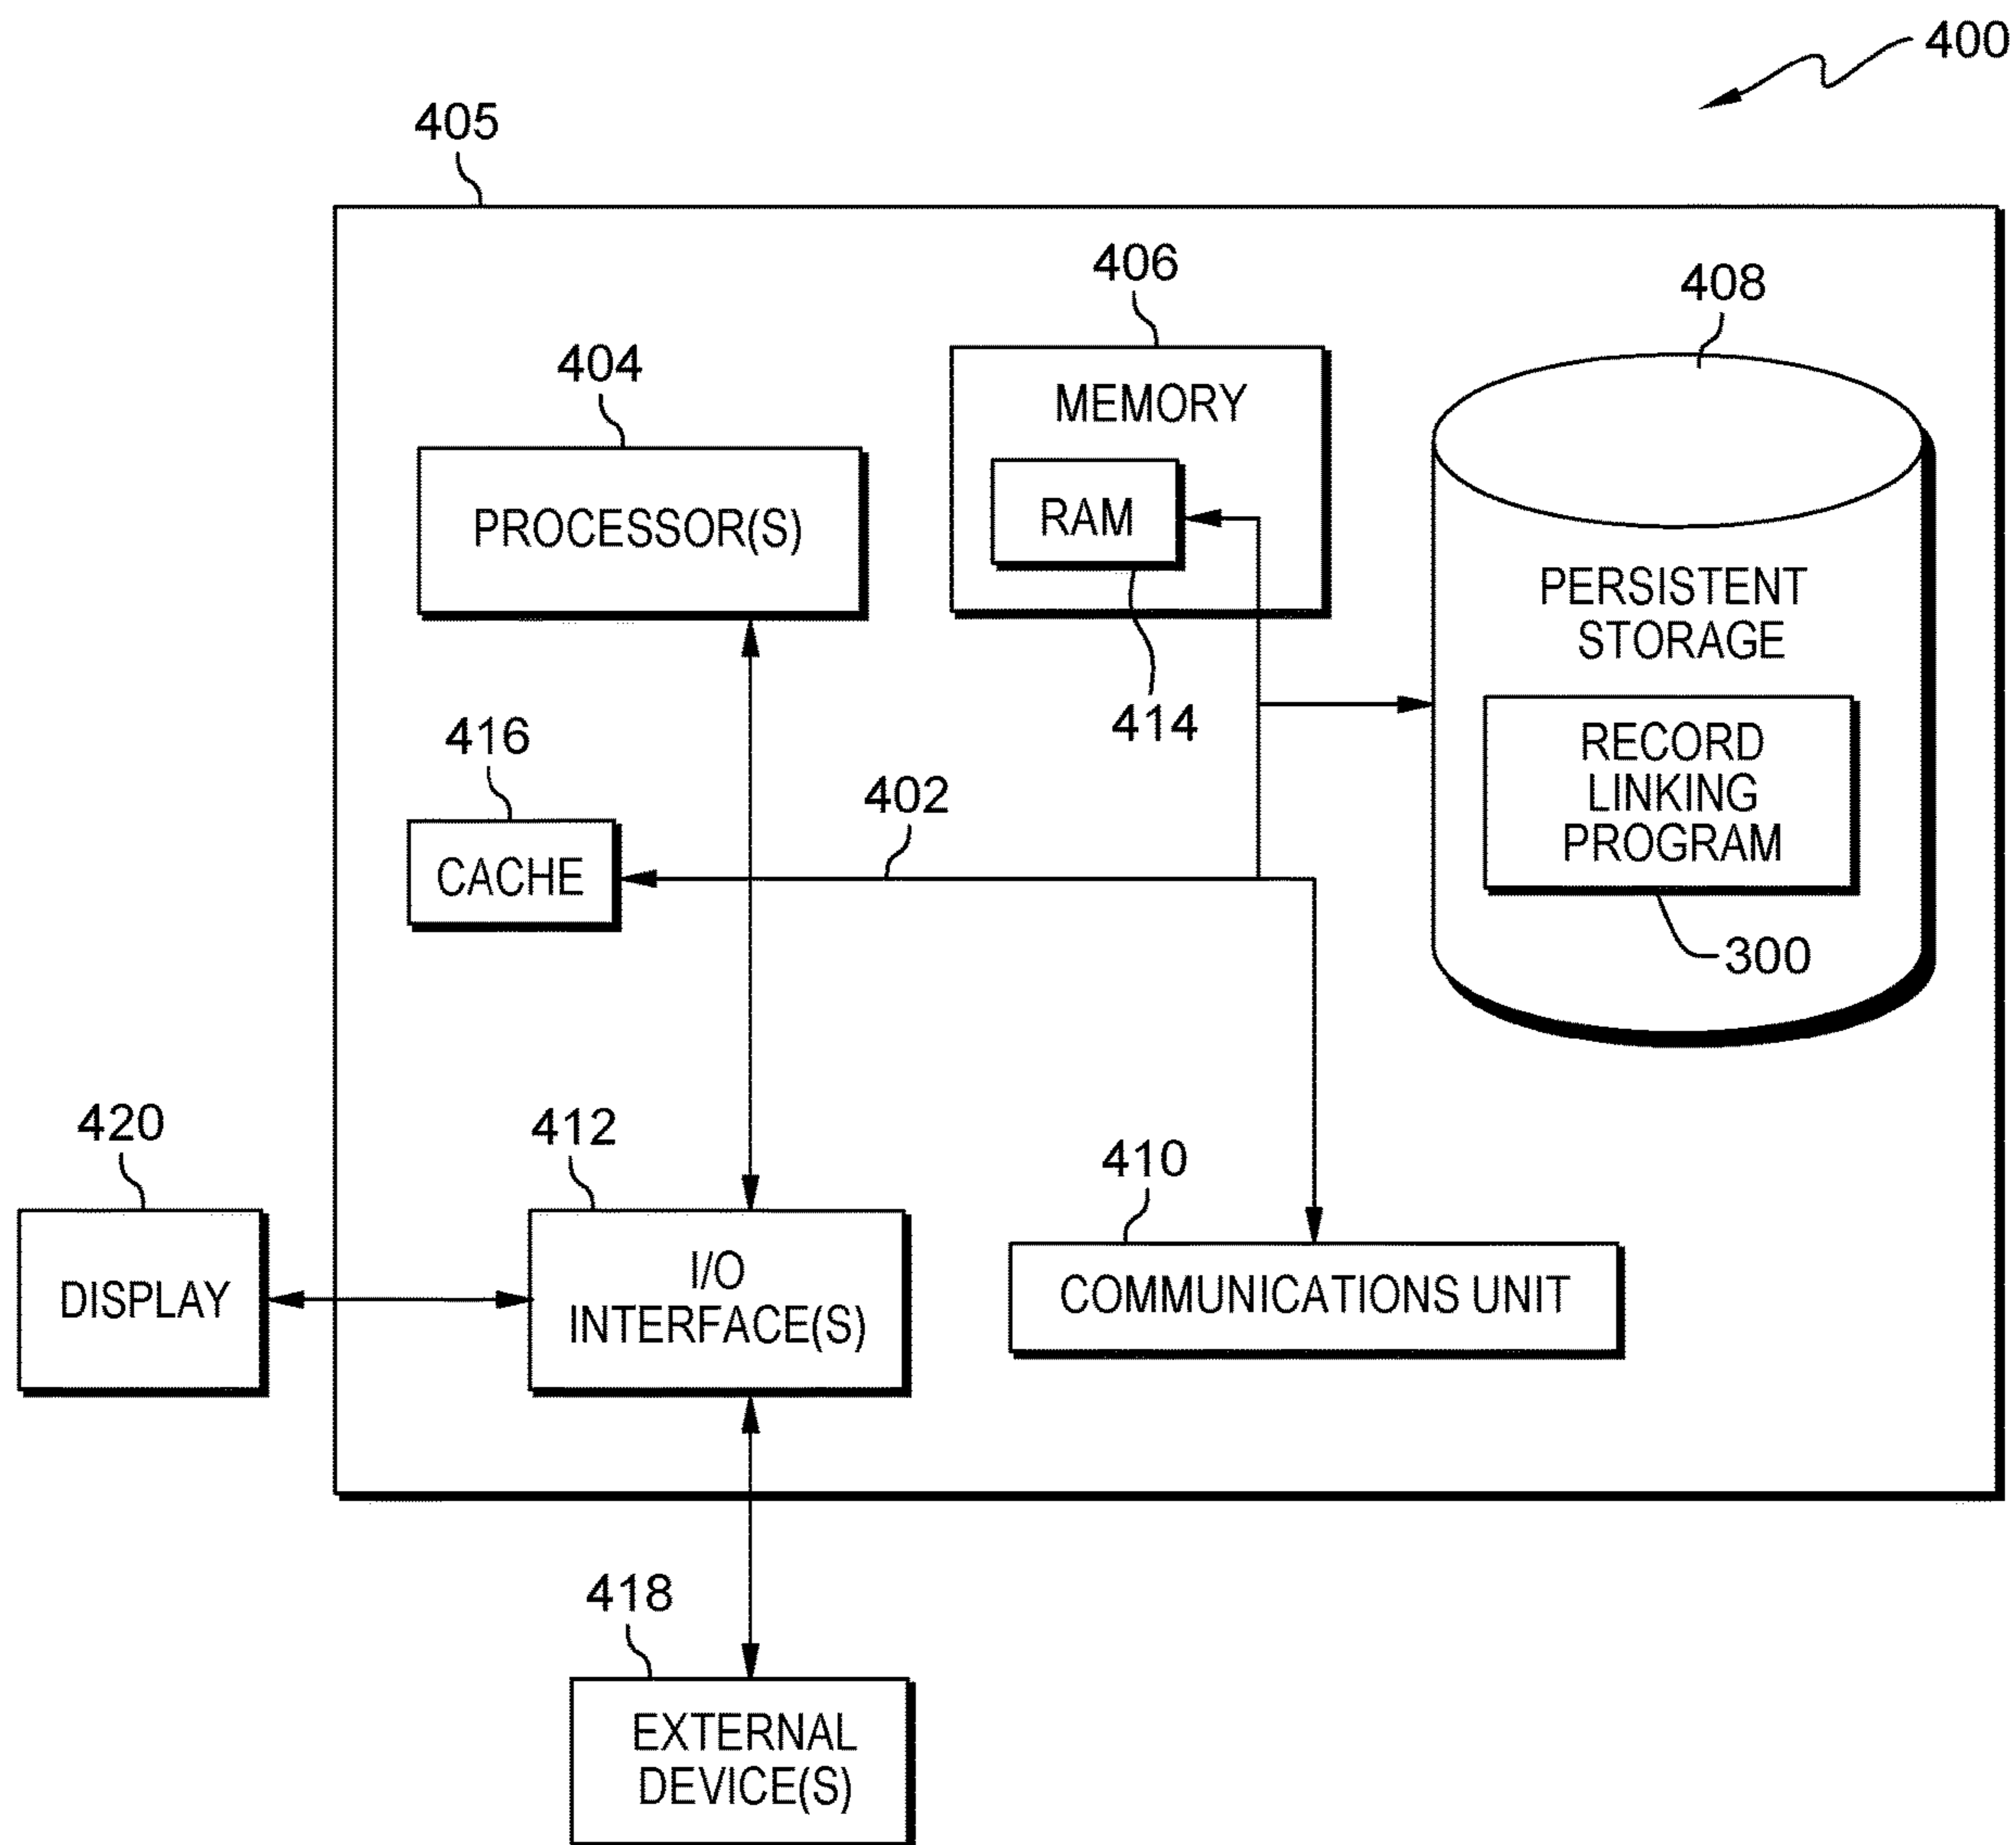 400
405
406
408
404
MEMORY
PROCESSOR(S)
RAM
PERSISTENT
STORAGE
414
416
402
RECORD
LINKING
PROGRAM
CACHE
300
420
412
410
DISPLAY
I/O
INTERFACE(S)
COMMUNICATIONS UNIT
418
EXTERNAL
DEVICE(S)